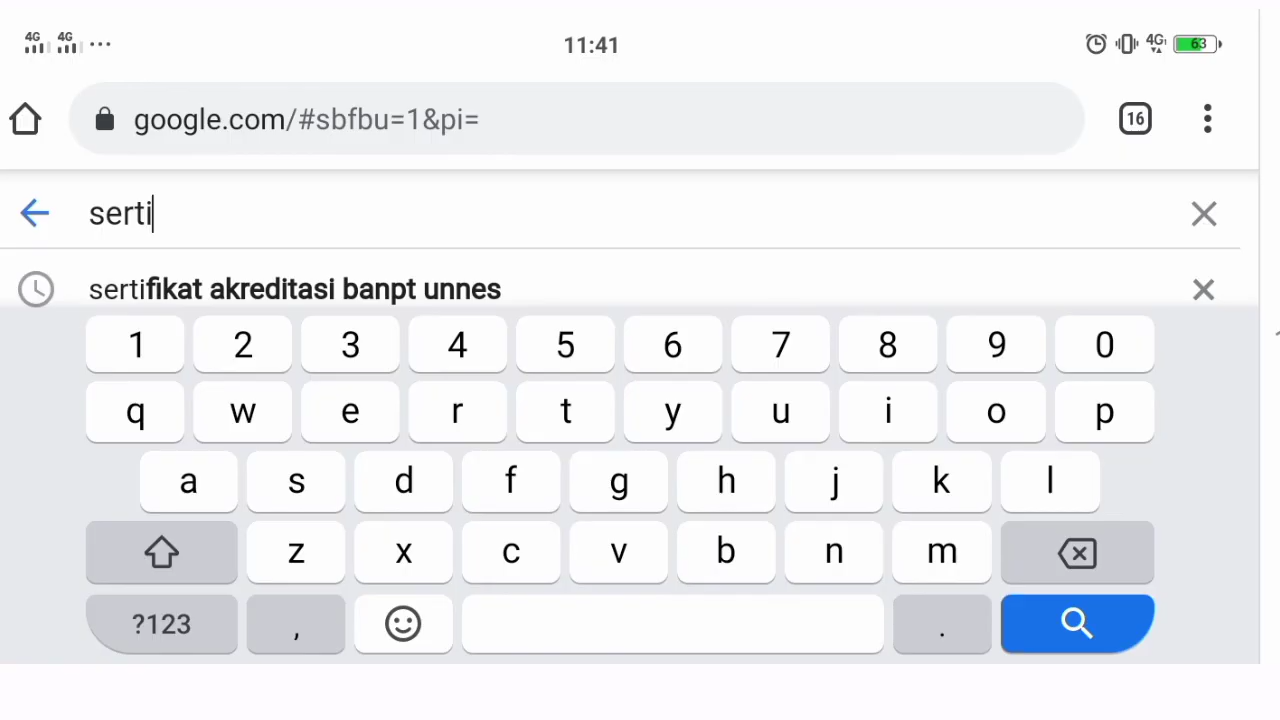 4G 4G ... 11:41 4G 63
google.com/#sbfbu=1&pi= 16
serti
sertifikat akreditasi banpt unnes
1 2 3 4 5 6 7 8 9 0
q w e r t y u i o p
a s d f g h j k l
z x c v b n m
?123 , .